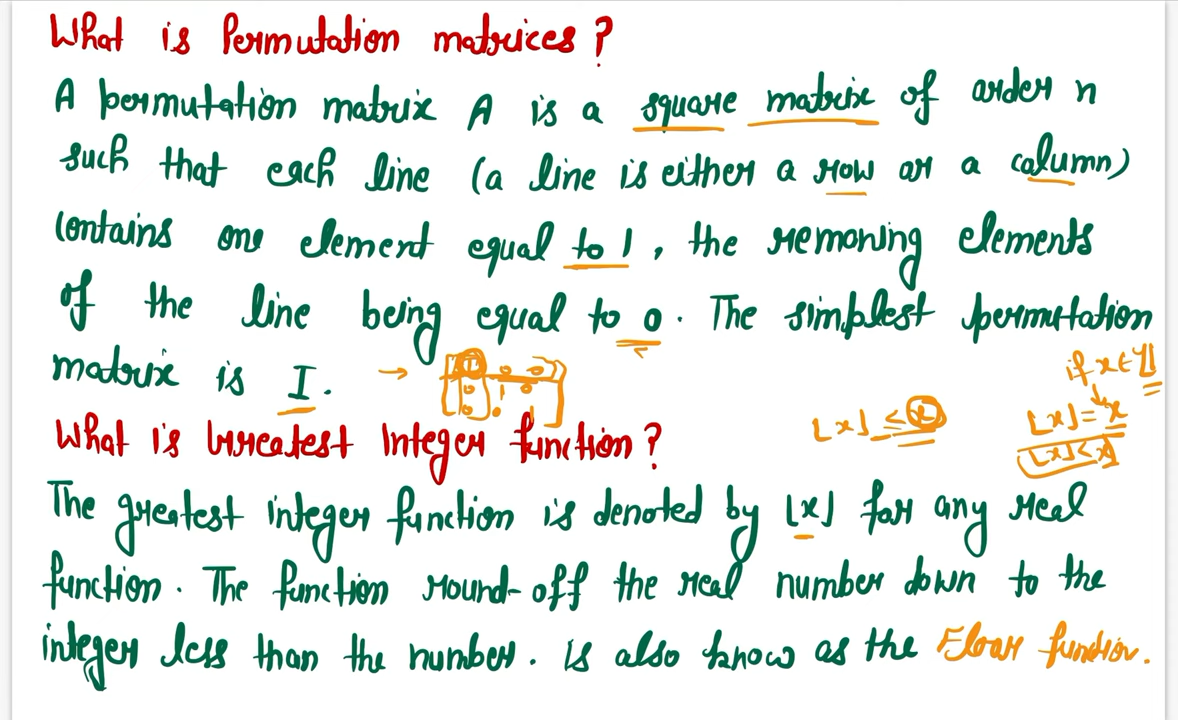 What is Permutation matrices?
A permutation matrix A is a square matrix of order n
such that each line (a line is either a row or a column)
contains one element equal to 1, the remoning elements
of the line being equal to 0. The simplest permutation
matrix is I. →
if x ∈ Z
⌊x⌋ ≤ x
⌊x⌋ = x
⌊x⌋ < x
What is Greatest Integer function?
The greatest integer function is denoted by ⌊x⌋ for any real
function. The function round-off the real number down to the
integer less than the number. is also know as the Floor function.